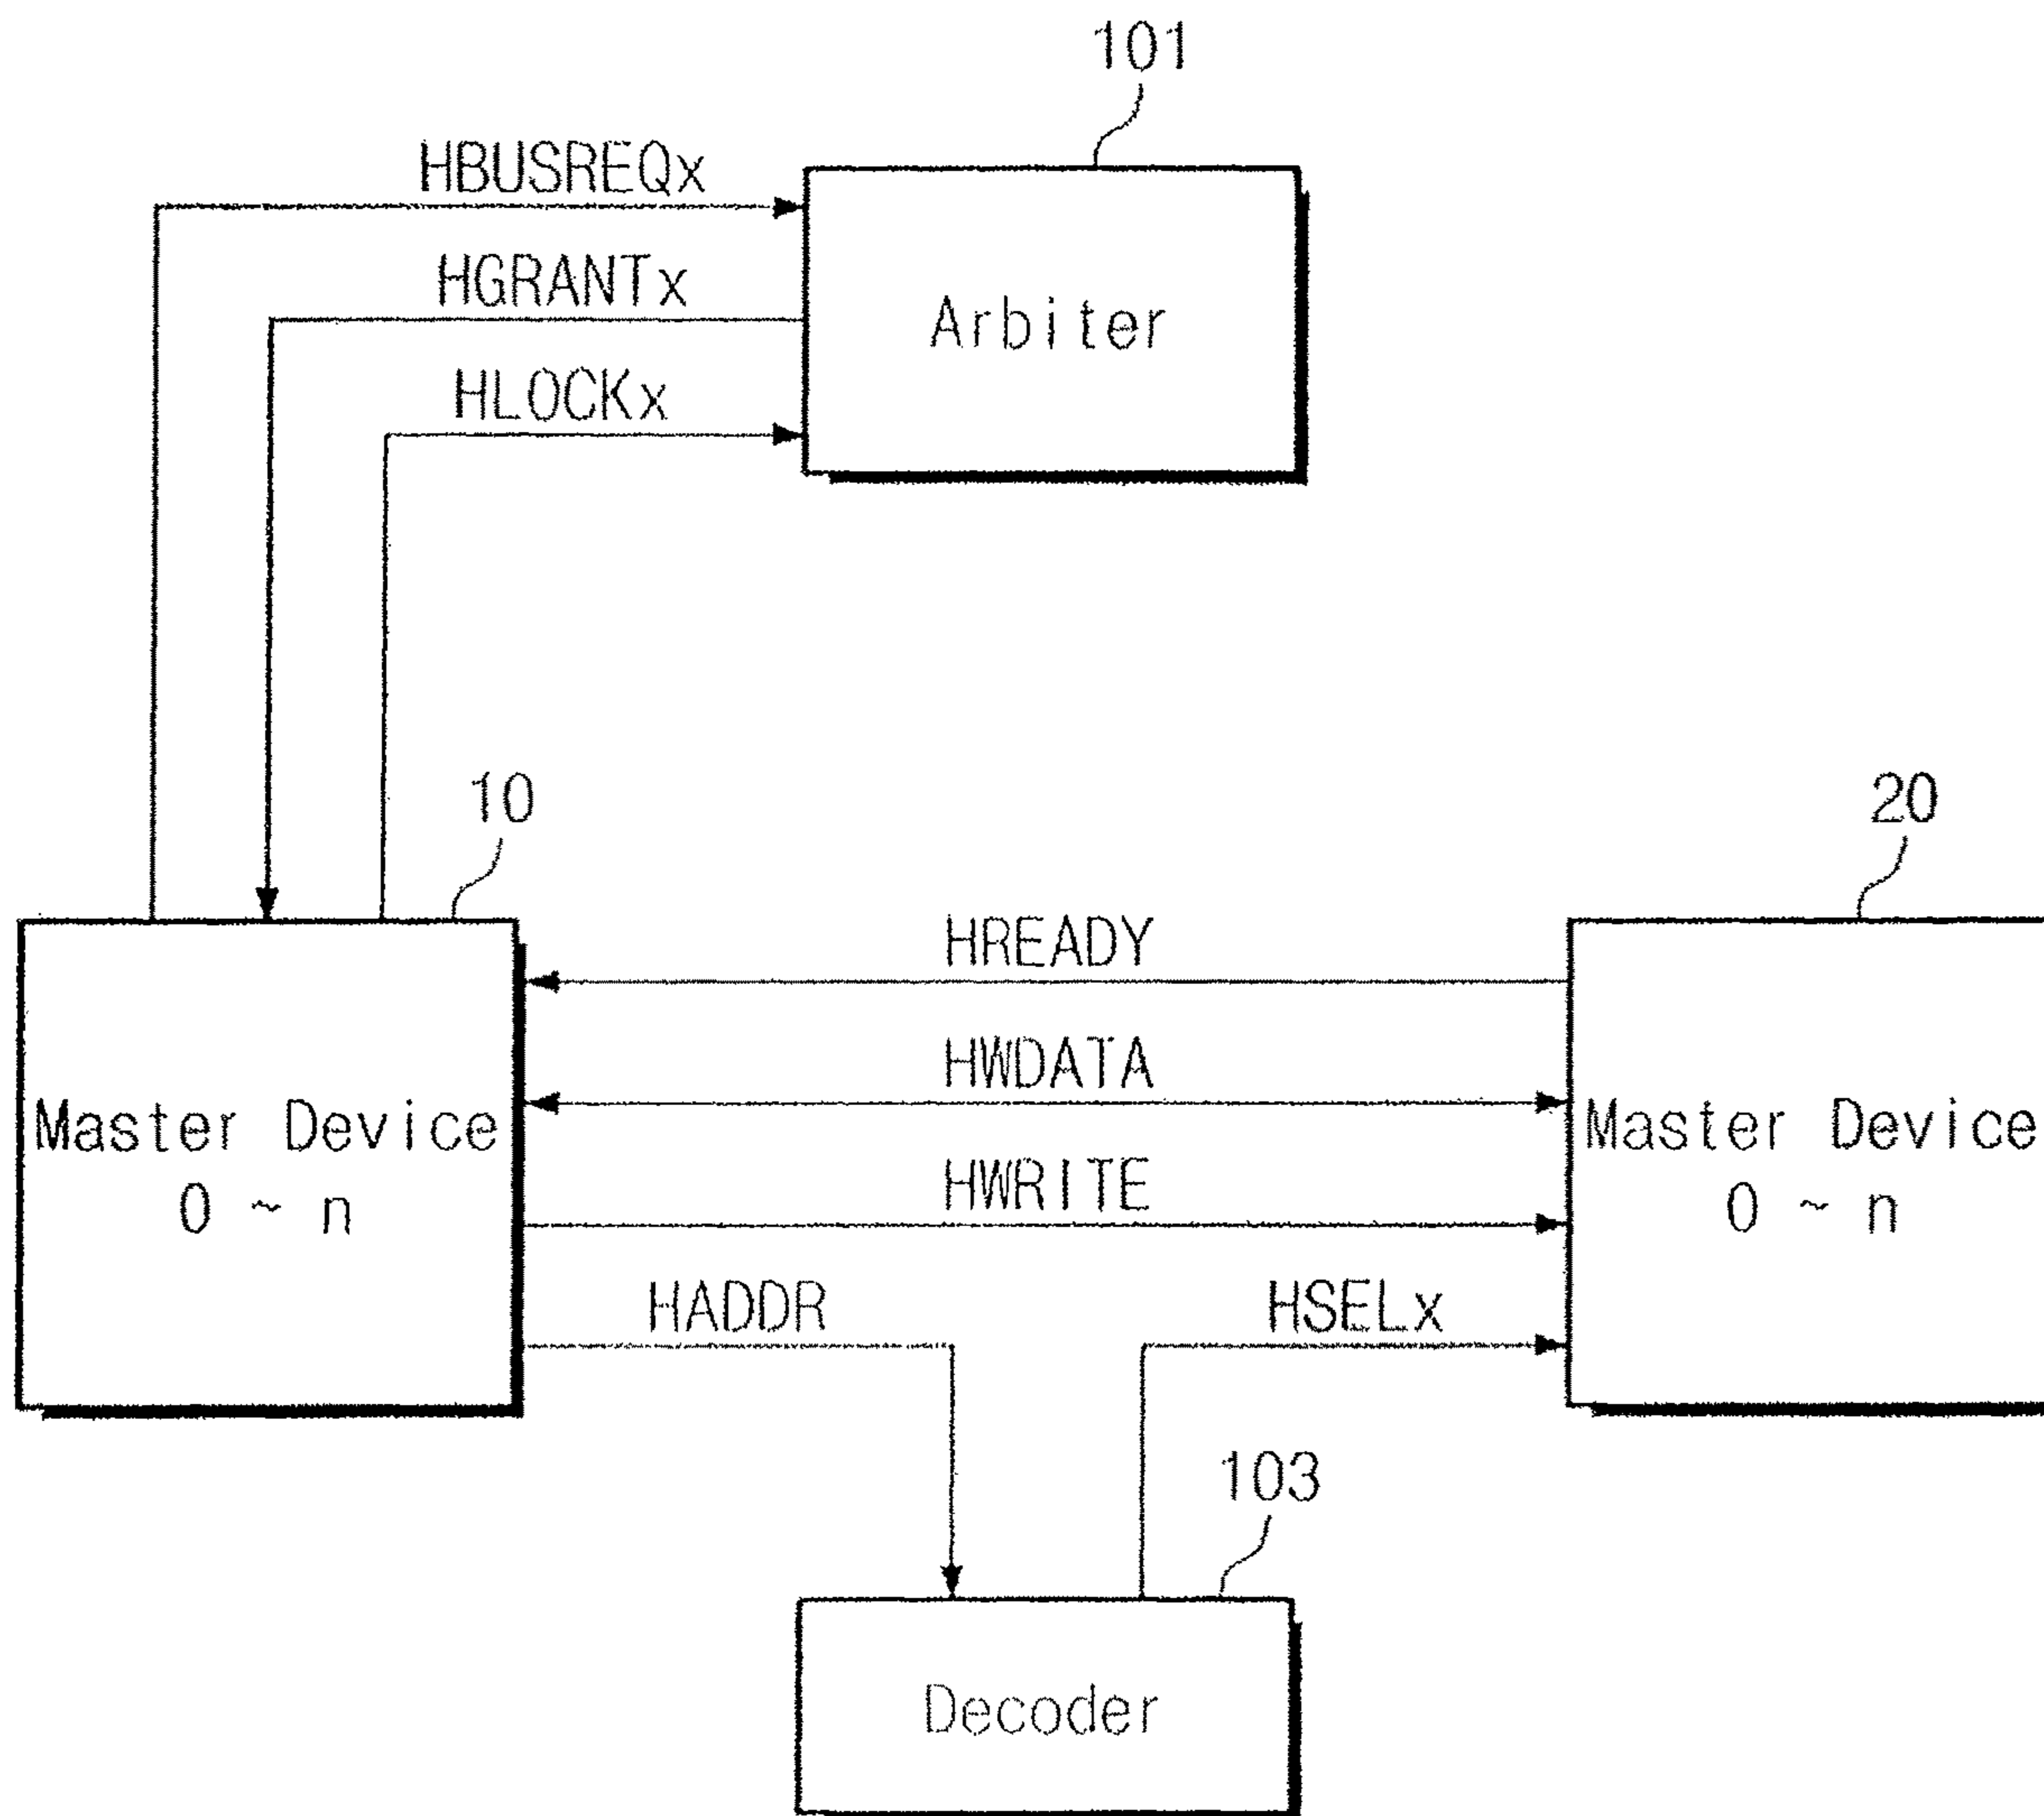 101
HBUSREQx
HGRANTx
Arbiter
HLOCKx
10
20
HREADY
HWDATA
Master Device
0 ~ n
Master Device
0 ~ n
HWRITE
HADDR
HSELx
103
Decoder